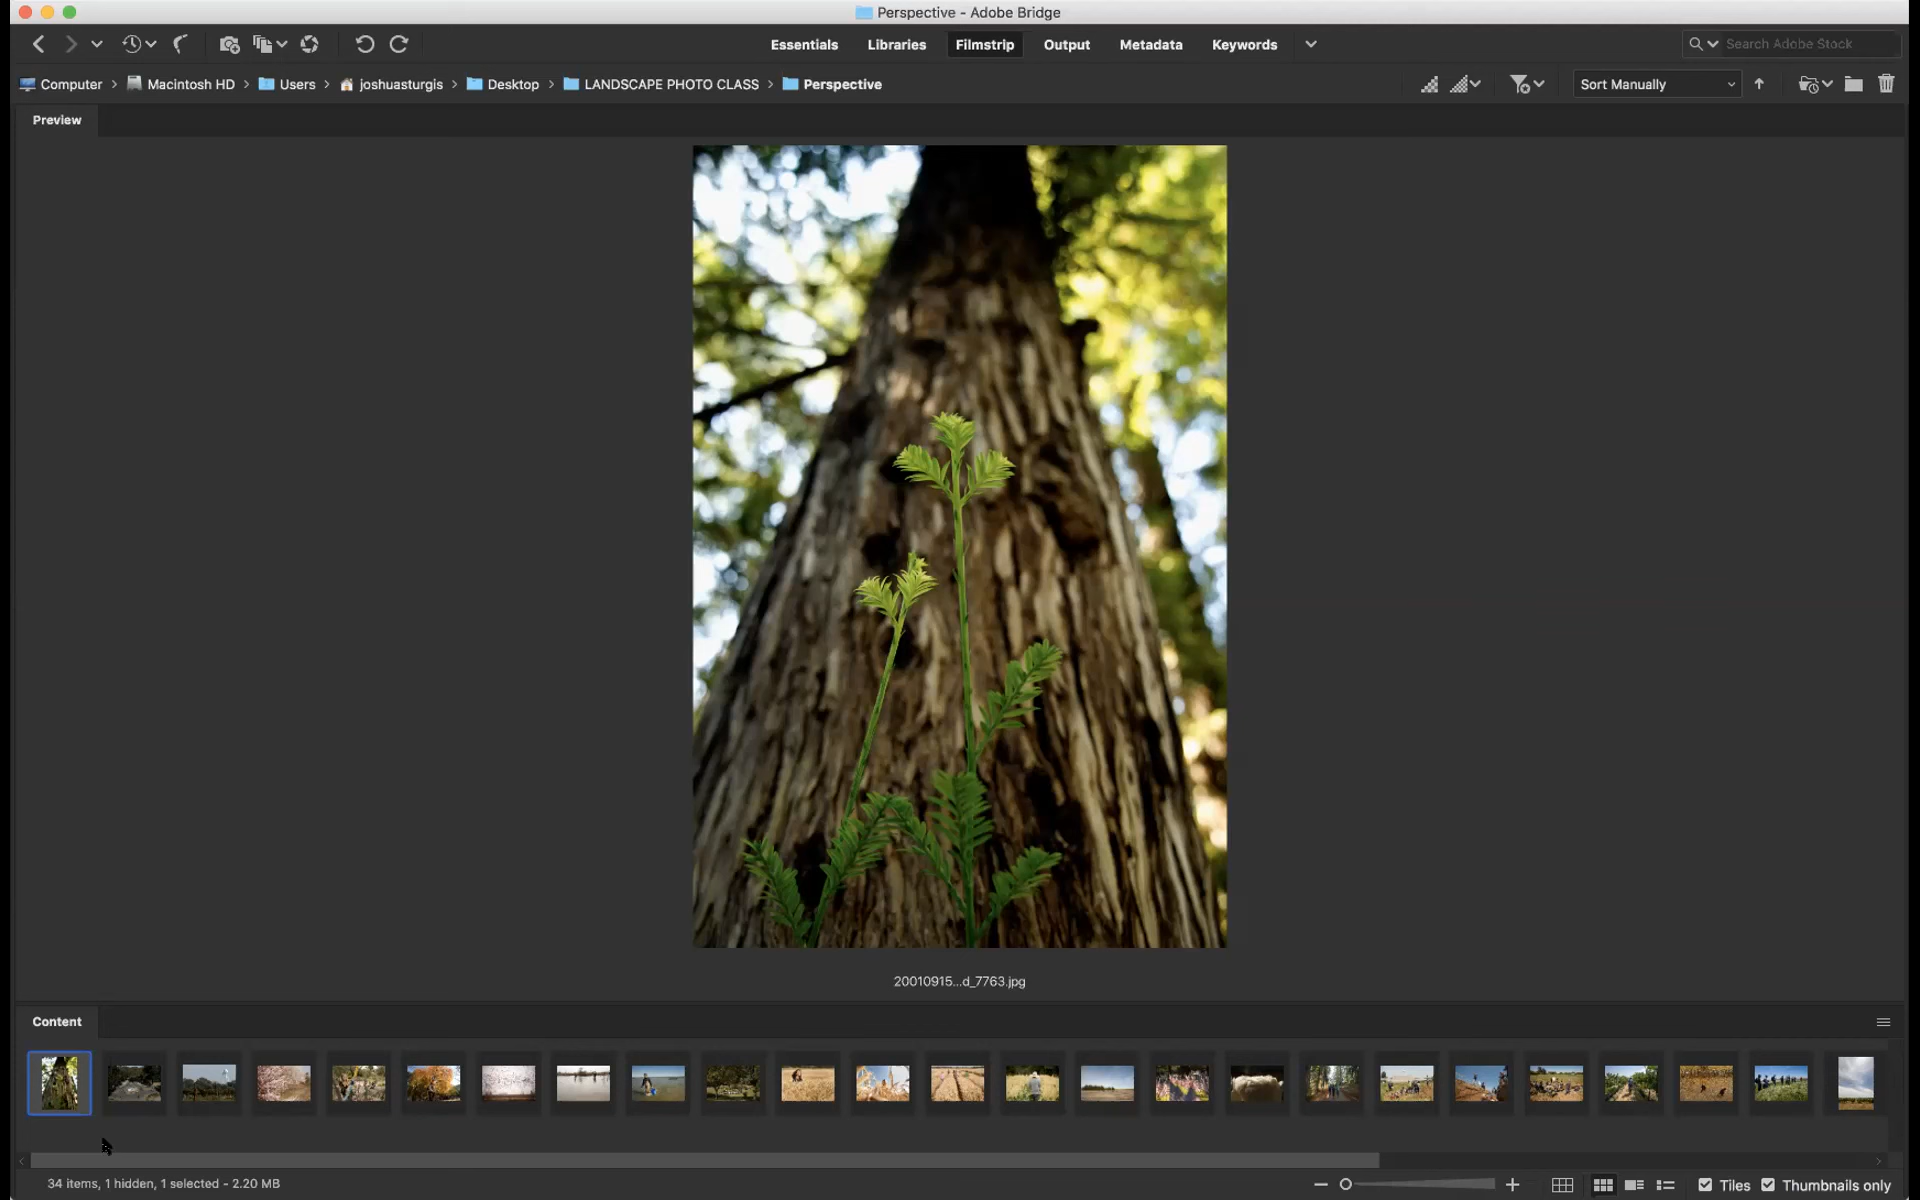 Perspective - Adobe Bridge
Essentials Libraries Filmstrip Output Metadata Keywords Search Adobe Stock
Computer Macintosh HD Users joshuasturgis Desktop LANDSCAPE PHOTO CLASS Perspective Sort Manually
Preview
20010915...d_7763.jpg
Content
34 items, 1 hidden, 1 selected - 2.20 MB Tiles Thumbnails only